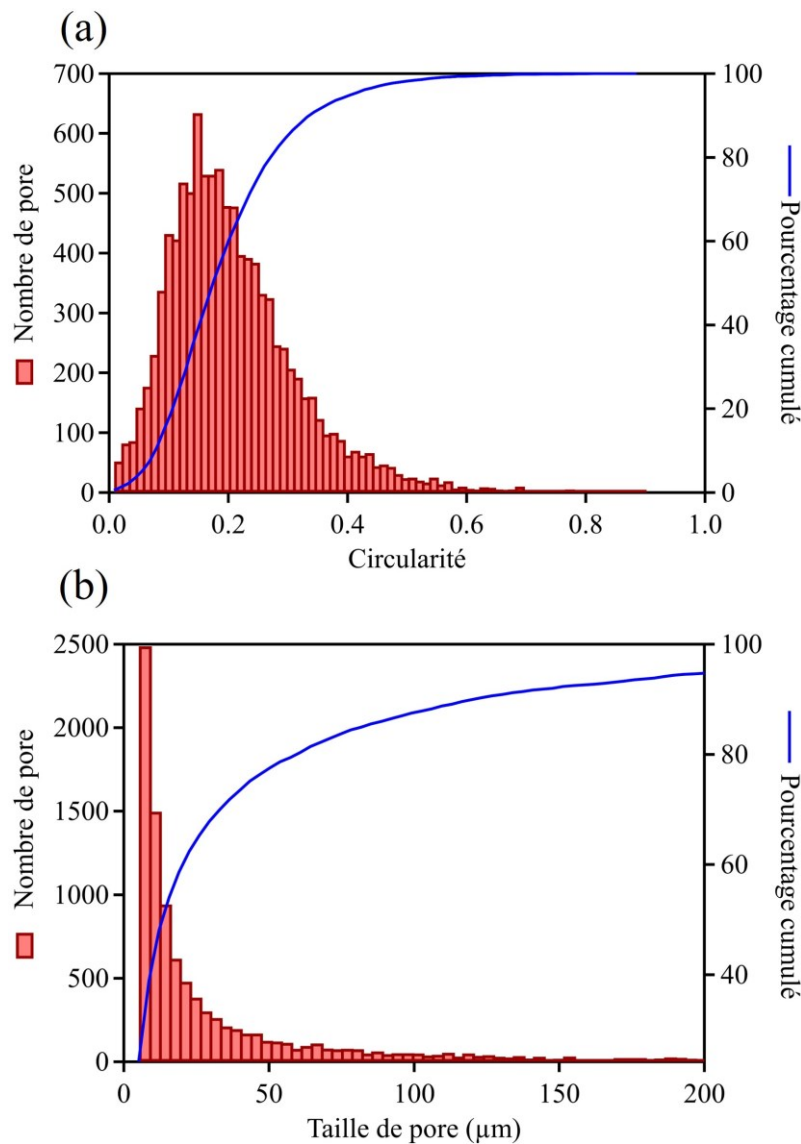 (a)
700
600
500
400
300
200
100
0
Nombre de pore
100
80
60
40
20
0
Pourcentage cumulé
0.0 0.2 0.4 0.6 0.8 1.0
Circularité
(b)
2500
2000
1500
1000
500
0
Nombre de pore
100
80
60
40
Pourcentage cumulé
0 50 100 150 200
Taille de pore (µm)